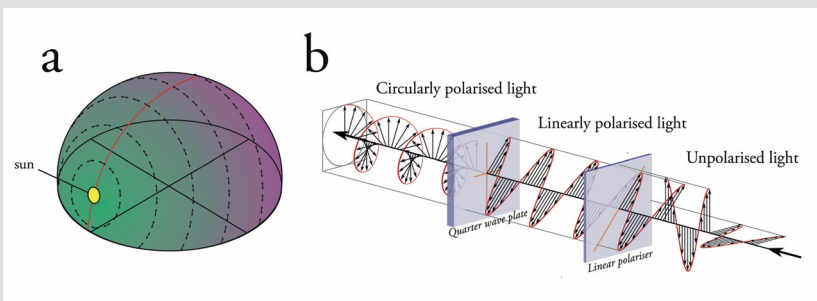 a
sun
b
Circularly polarised light
Linearly polarised light
Unpolarised light
Quarter wave plate
Linear polariser